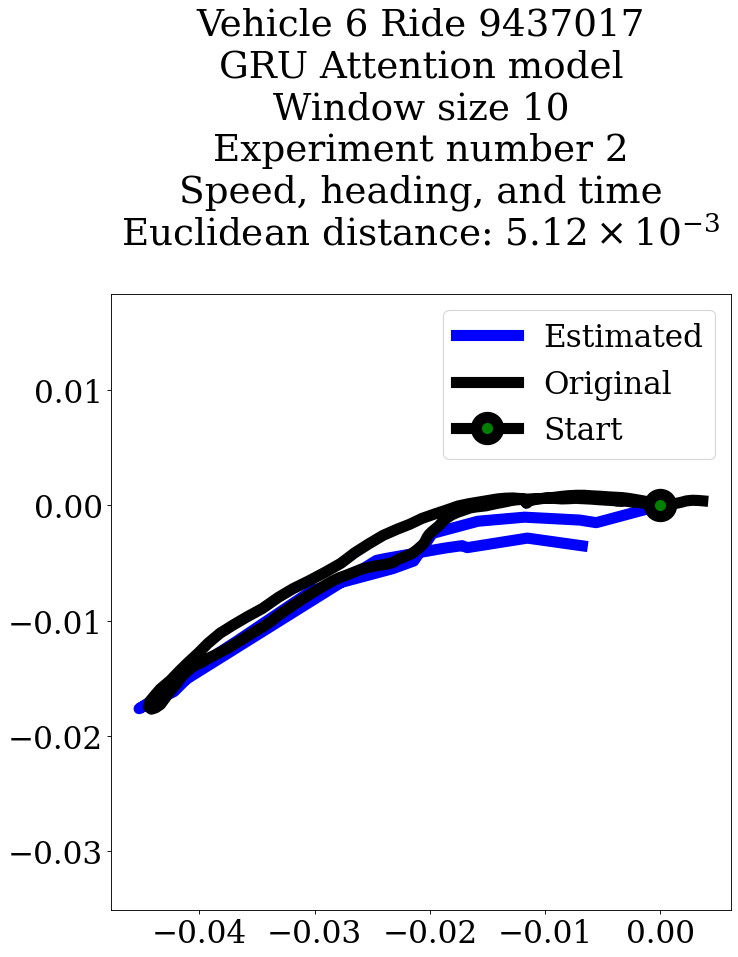 Vehicle 6 Ride 9437017
GRU Attention model
Window size 10
Experiment number 2
Speed, heading, and time
Euclidean distance: 5.12 × 10⁻³
Estimated
Original
Start
0.01
0.00
−0.01
−0.02
−0.03
−0.04 −0.03 −0.02 −0.01 0.00